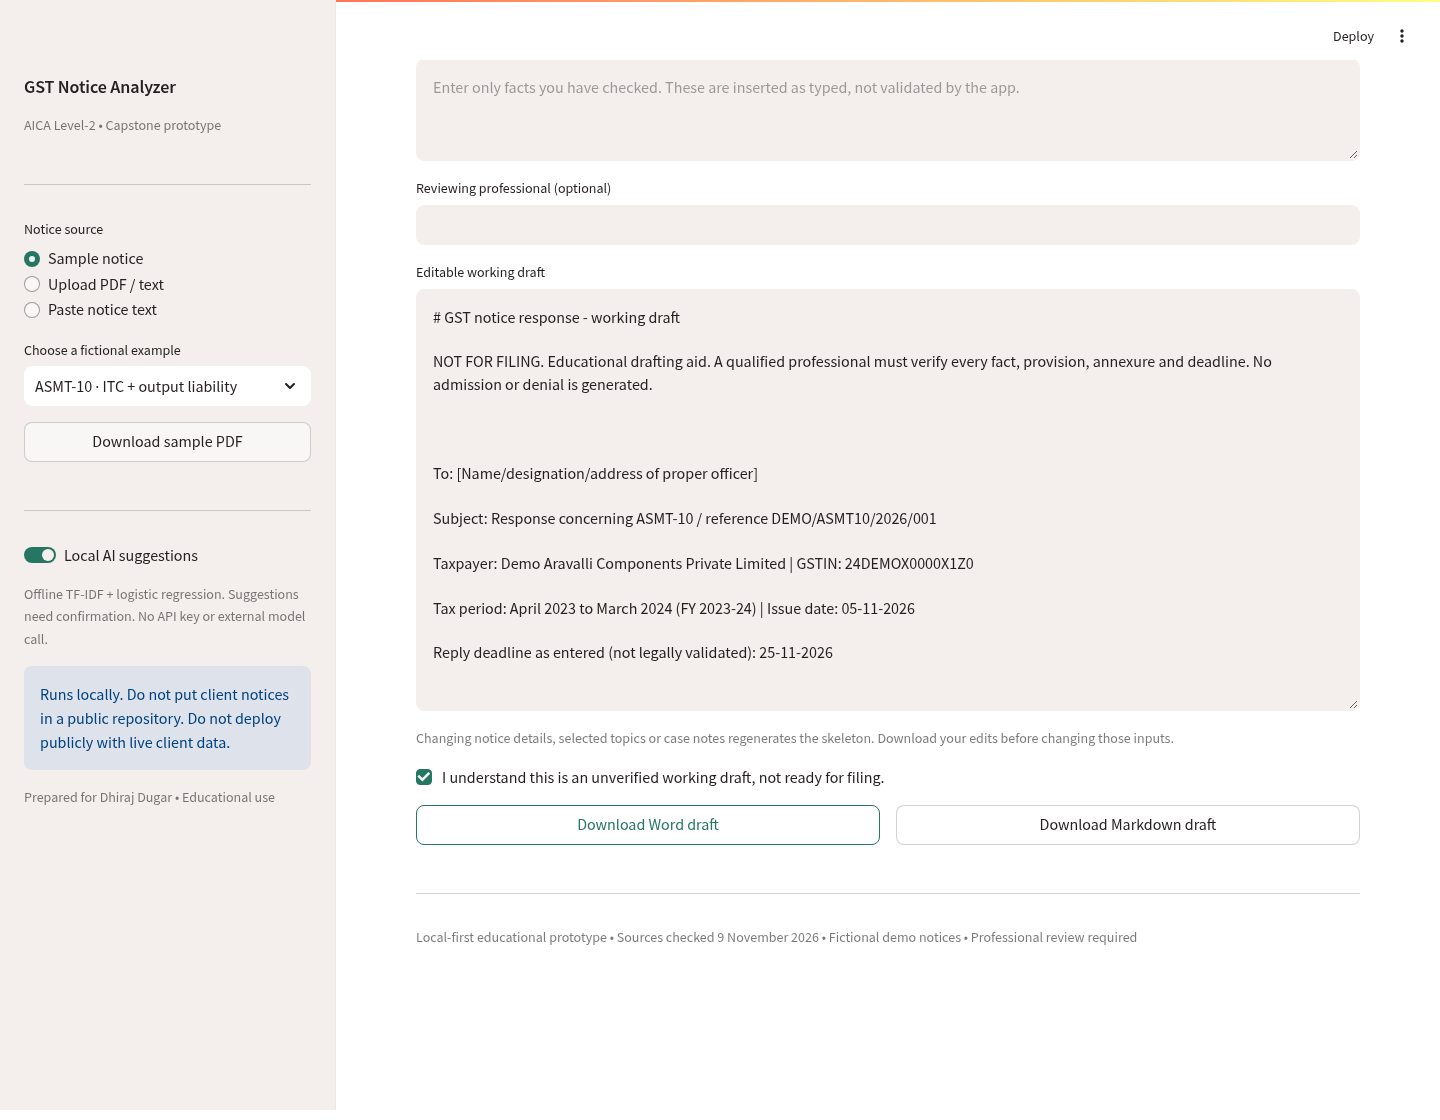 GST Notice Analyzer
AICA Level-2 • Capstone prototype
Notice source
Sample notice
Upload PDF / text
Paste notice text
Choose a fictional example
ASMT-10 · ITC + output liability
Download sample PDF
Local AI suggestions
Offline TF-IDF + logistic regression. Suggestions
need confirmation. No API key or external model
call.
Runs locally. Do not put client notices
in a public repository. Do not deploy
publicly with live client data.
Prepared for Dhiraj Dugar • Educational use
Deploy
Enter only facts you have checked. These are inserted as typed, not validated by the app.
Reviewing professional (optional)
Editable working draft
# GST notice response - working draft
NOT FOR FILING. Educational drafting aid. A qualified professional must verify every fact, provision, annexure and deadline. No
admission or denial is generated.
To: [Name/designation/address of proper officer]
Subject: Response concerning ASMT-10 / reference DEMO/ASMT10/2026/001
Taxpayer: Demo Aravalli Components Private Limited | GSTIN: 24DEMOX0000X1Z0
Tax period: April 2023 to March 2024 (FY 2023-24) | Issue date: 05-11-2026
Reply deadline as entered (not legally validated): 25-11-2026
Changing notice details, selected topics or case notes regenerates the skeleton. Download your edits before changing those inputs.
I understand this is an unverified working draft, not ready for filing.
Download Word draft
Download Markdown draft
Local-first educational prototype • Sources checked 9 November 2026 • Fictional demo notices • Professional review required